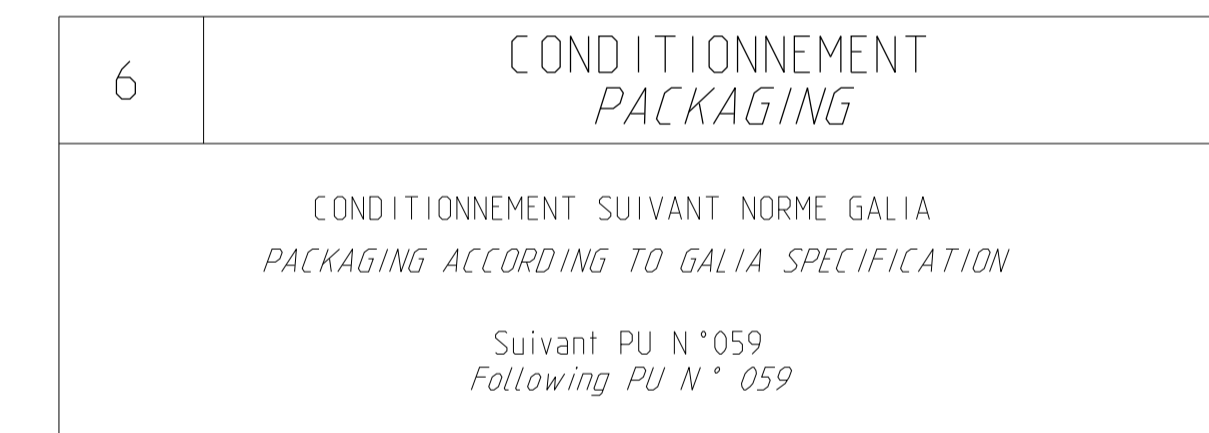 6
CONDITIONNEMENT
PACKAGING
CONDITIONNEMENT SUIVANT NORME GALIA
PACKAGING ACCORDING TO GALIA SPECIFICATION
Suivant PU N°059
Following PU N° 059